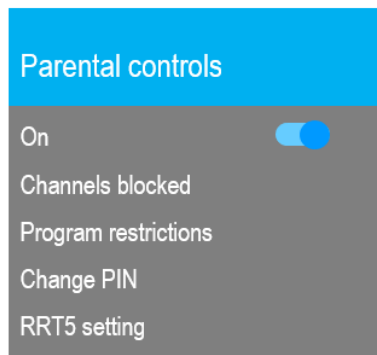 Parental controls
On
Channels blocked
Program restrictions
Change PIN
RRT5 setting